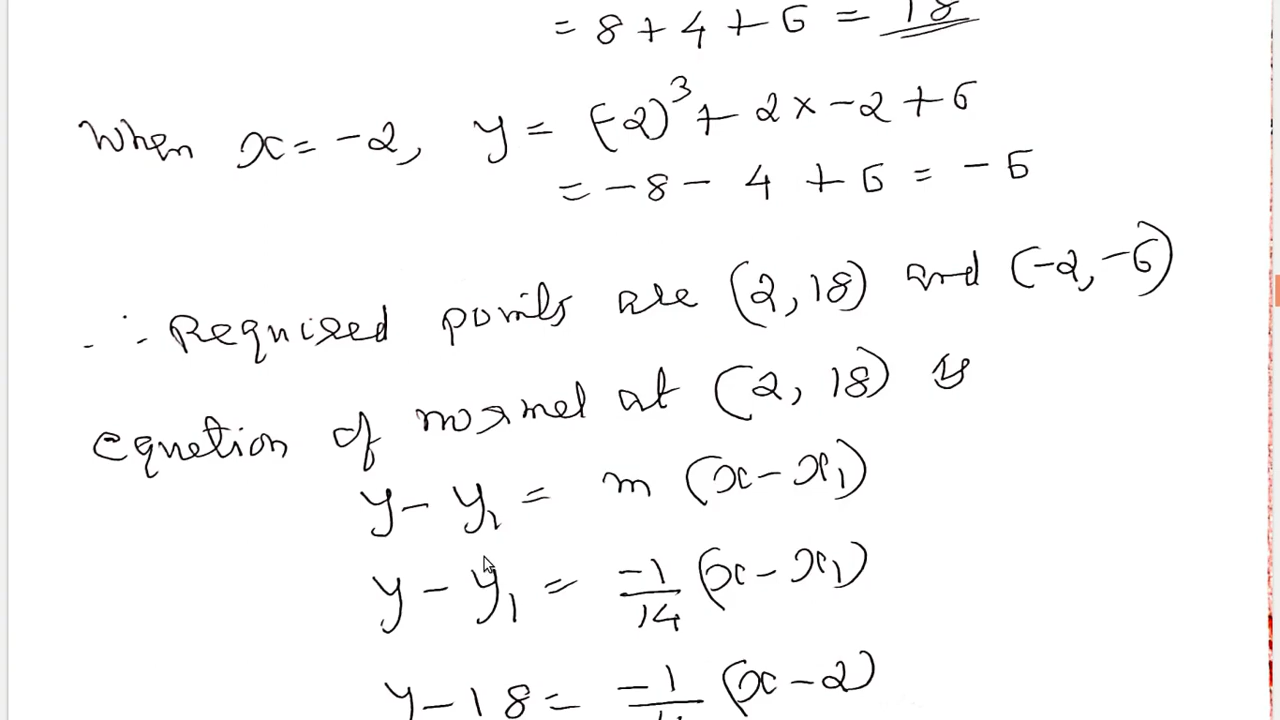 = 8 + 4 + 6 = 18
When x = -2, y = (-2)³ + 2 × -2 + 6
= -8 - 4 + 6 = -6
∴ Required points are (2, 18) and (-2, -6)
equation of normal at (2, 18) is
y - y₁ = m (x - x₁)
y - y₁ = -1/14 (x - x₁)
y - 18 = -1/14 (x - 2)